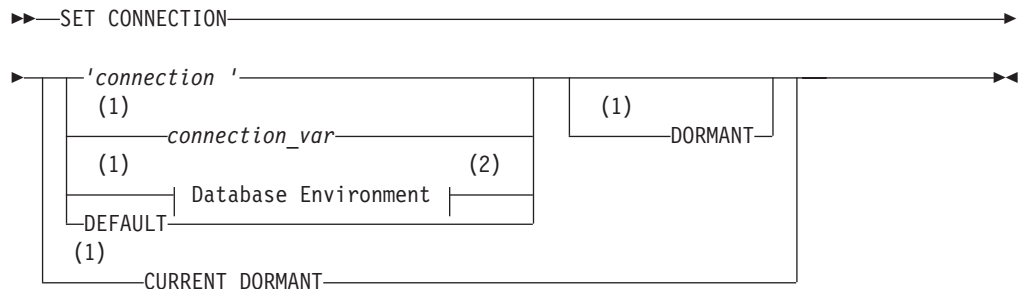 SET CONNECTION
'connection '
(1) (1)
connection_var DORMANT
(1) (2)
Database Environment
DEFAULT
(1)
CURRENT DORMANT